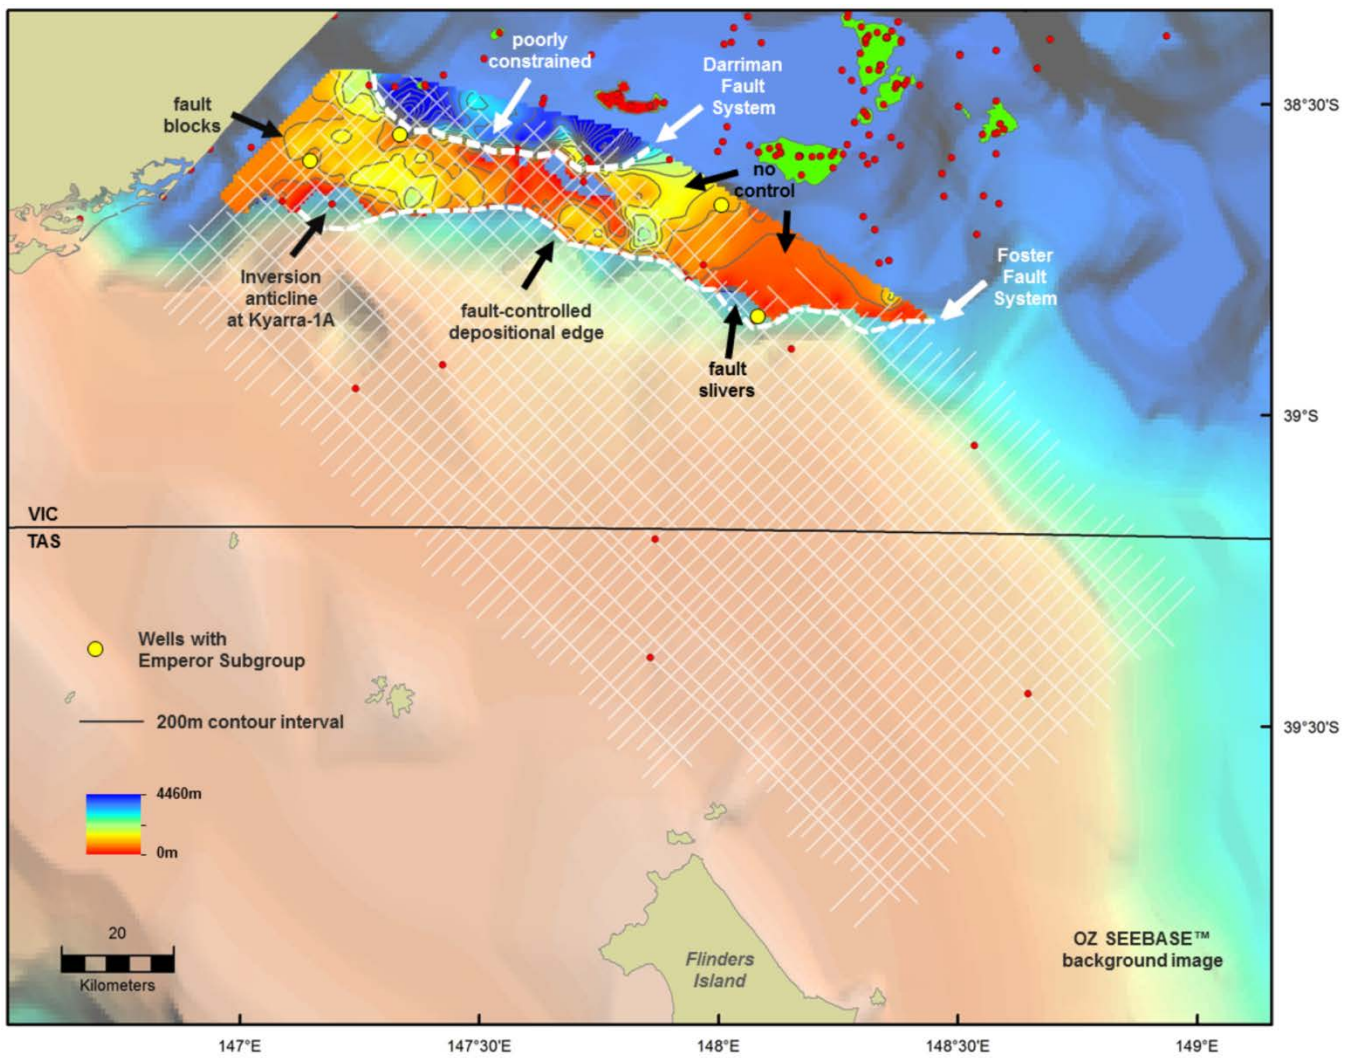 poorly
constrained
Darriman
Fault
System
fault
blocks
no
control
Foster
Fault
System
Inversion
anticline
at Kyarra-1A
fault-controlled
depositional edge
fault
slivers
38°30'S
39°S
39°30'S
VIC
TAS
Wells with
Emperor Subgroup
200m contour interval
4460m
0m
20
Kilometers
Flinders
Island
OZ SEEBASE™
background image
147°E
147°30'E
148°E
148°30'E
149°E